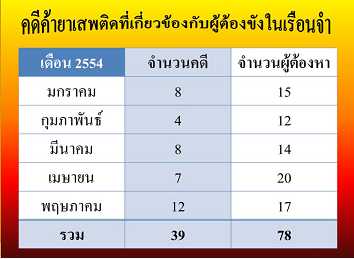 คดีค้ายาเสพติดที่เกี่ยวข้องกับผู้ต้องขังในเรือนจำ
เดือน 2554 จำนวนคดี จำนวนผู้ต้องหา
มกราคม 8 15
กุมภาพันธ์ 4 12
มีนาคม 8 14
เมษายน 7 20
พฤษภาคม 12 17
รวม 39 78